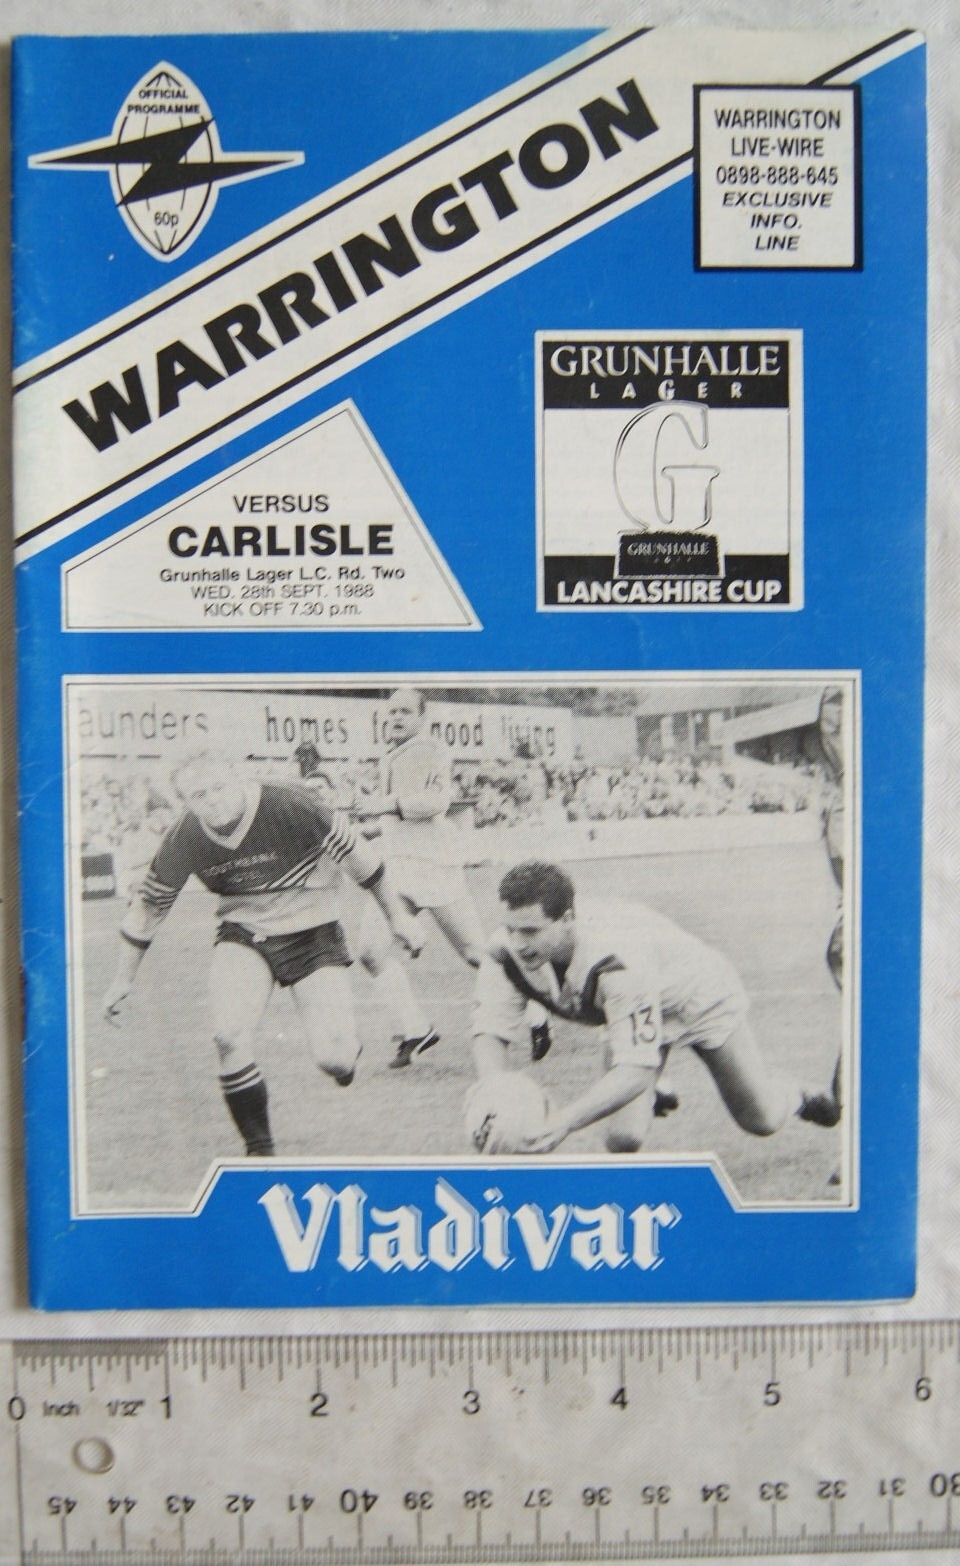 OFFICIAL
PROGRAMME
60p
WARRINGTON
WARRINGTON
LIVE-WIRE
0898-888-645
EXCLUSIVE
INFO.
LINE
GRUNHALLE
LAGER
G
GRUNHALLE
LANCASHIRE CUP
VERSUS
CARLISLE
Grunhalle Lager L.C. Rd. Two
WED. 28th SEPT. 1988
KICK OFF 7.30 p.m.
aunders homes for good living
13
Vladivar
0 Inch 1/32" 1 2 3 4 5 6
45 44 43 42 41 40 39 38 37 36 35 34 33 32 31 30